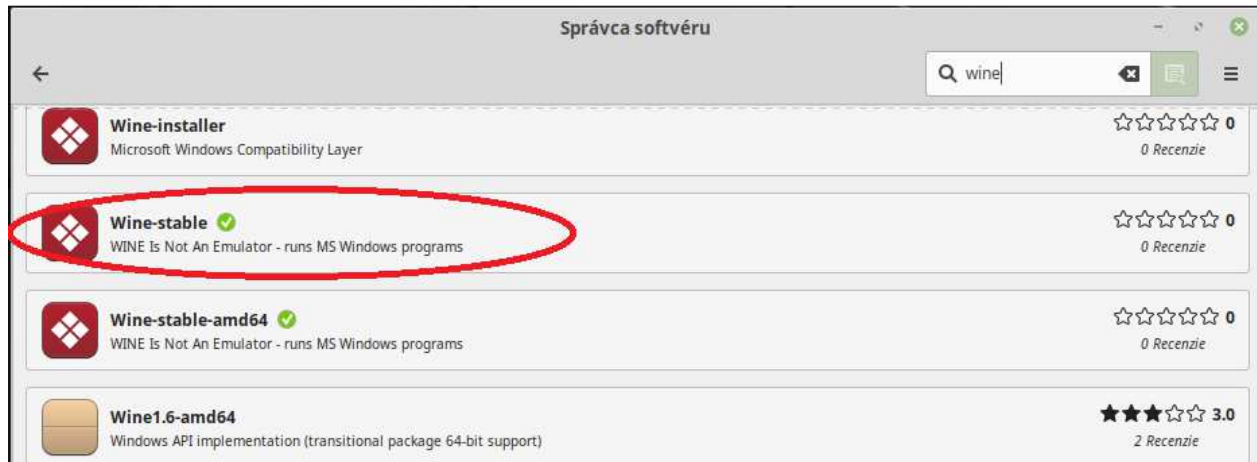 Správca softvéru
wine
Wine-installer
Microsoft Windows Compatibility Layer
0
0 Recenzie
Wine-stable
WINE Is Not An Emulator - runs MS Windows programs
0
0 Recenzie
Wine-stable-amd64
WINE Is Not An Emulator - runs MS Windows programs
0
0 Recenzie
Wine1.6-amd64
Windows API implementation (transitional package 64-bit support)
3.0
2 Recenzie